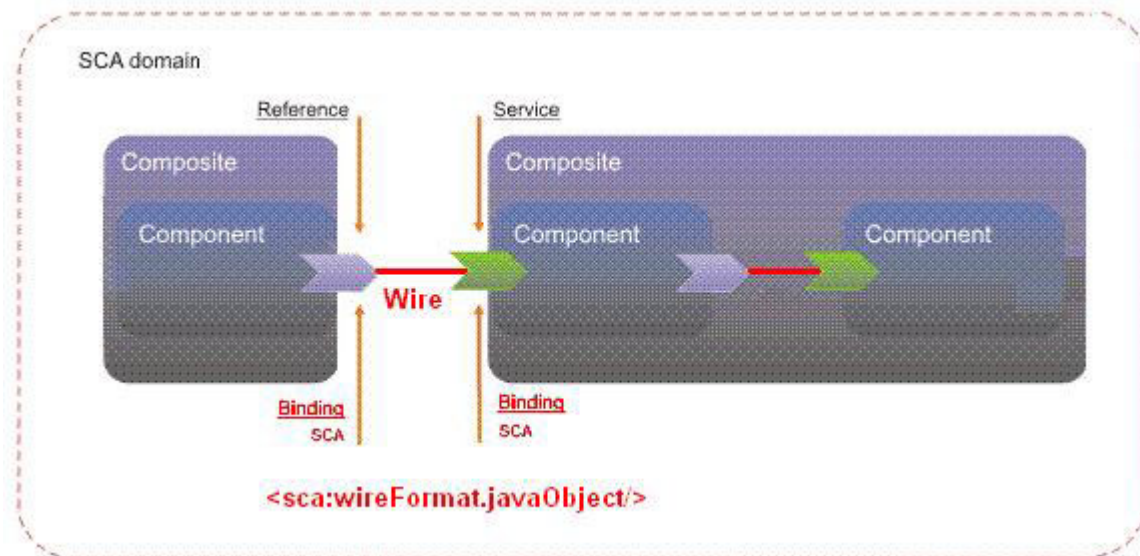 SCA domain
Reference
Service
Composite
Composite
Component
Component
Component
Wire
Binding
SCA
Binding
SCA
<sca:wireFormat.javaObject/>